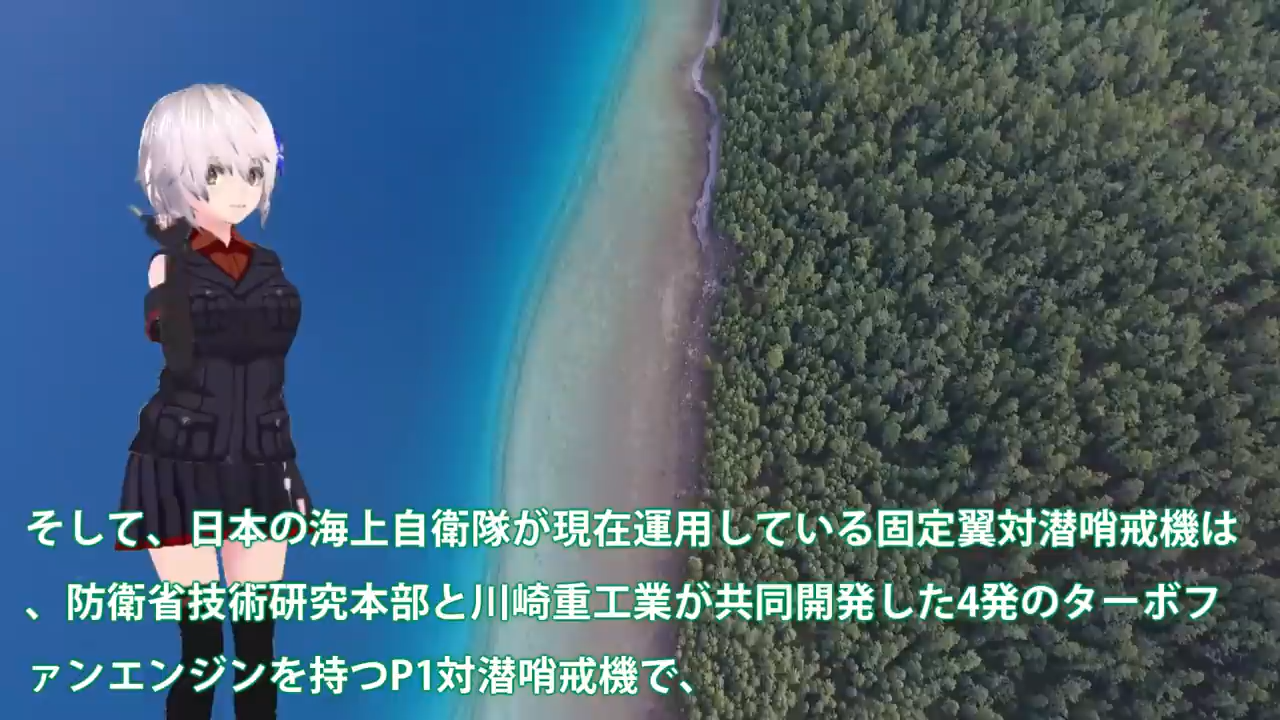 そして、日本の海上自衛隊が現在運用している固定翼対潜哨戒機は
、防衛省技術研究本部と川崎重工業が共同開発した4発のターボフ
ァンエンジンを持つP1対潜哨戒機で、